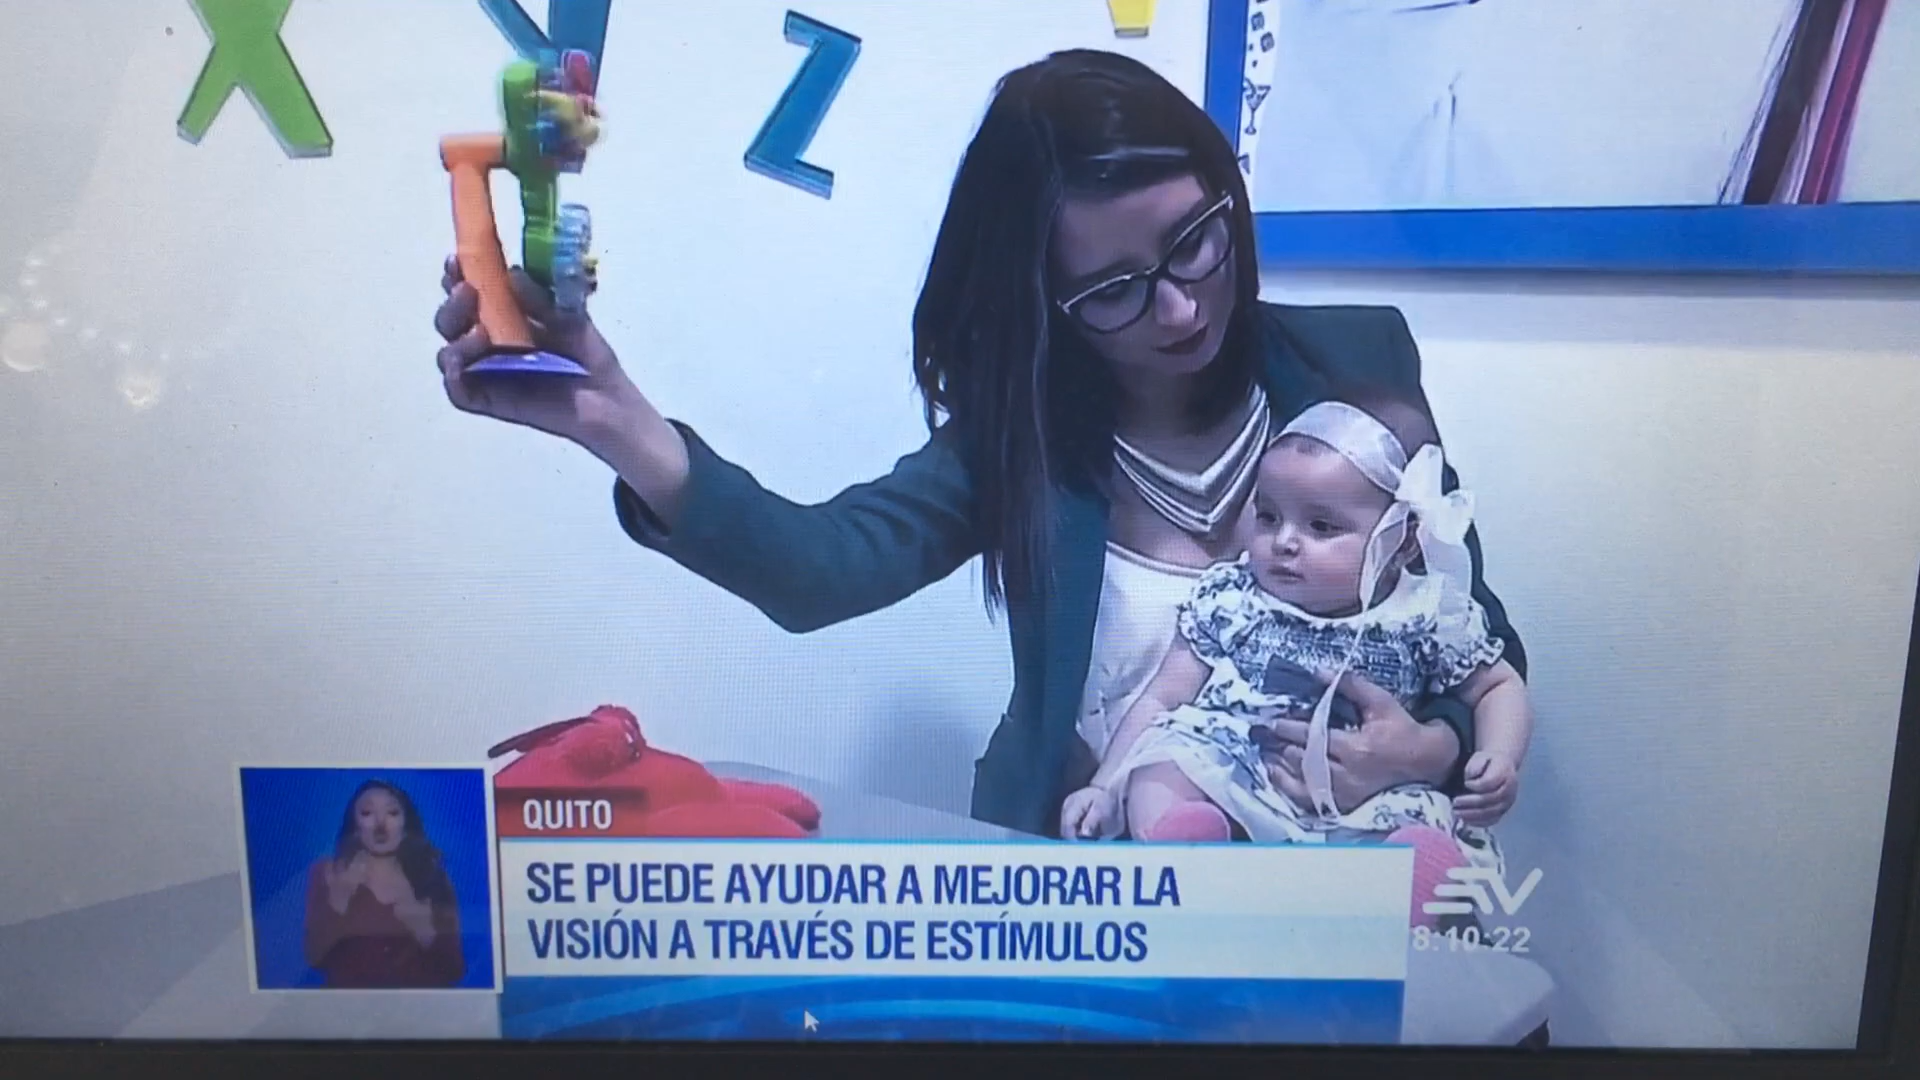 X Y Z
QUITO
SE PUEDE AYUDAR A MEJORAR LA
VISIÓN A TRAVÉS DE ESTÍMULOS
8:10:22